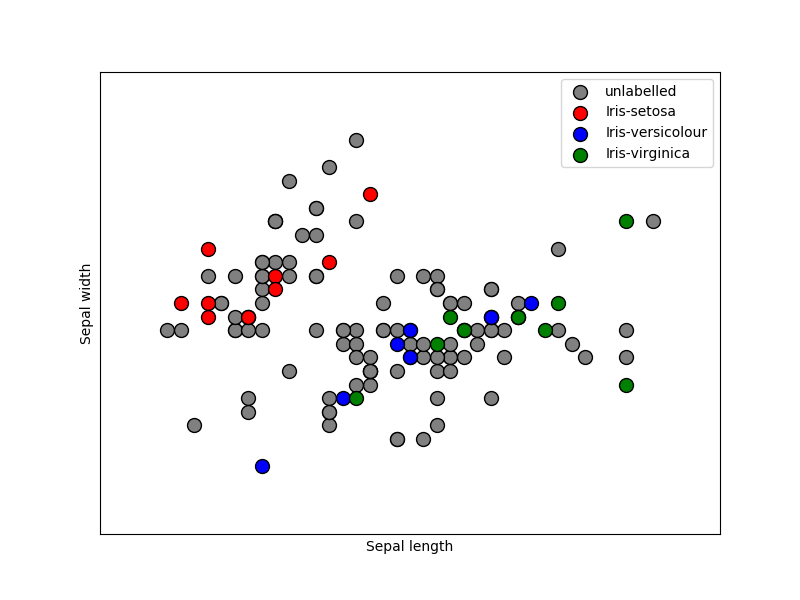 unlabelled
Iris-setosa
Iris-versicolour
Iris-virginica
Sepal width
Sepal length